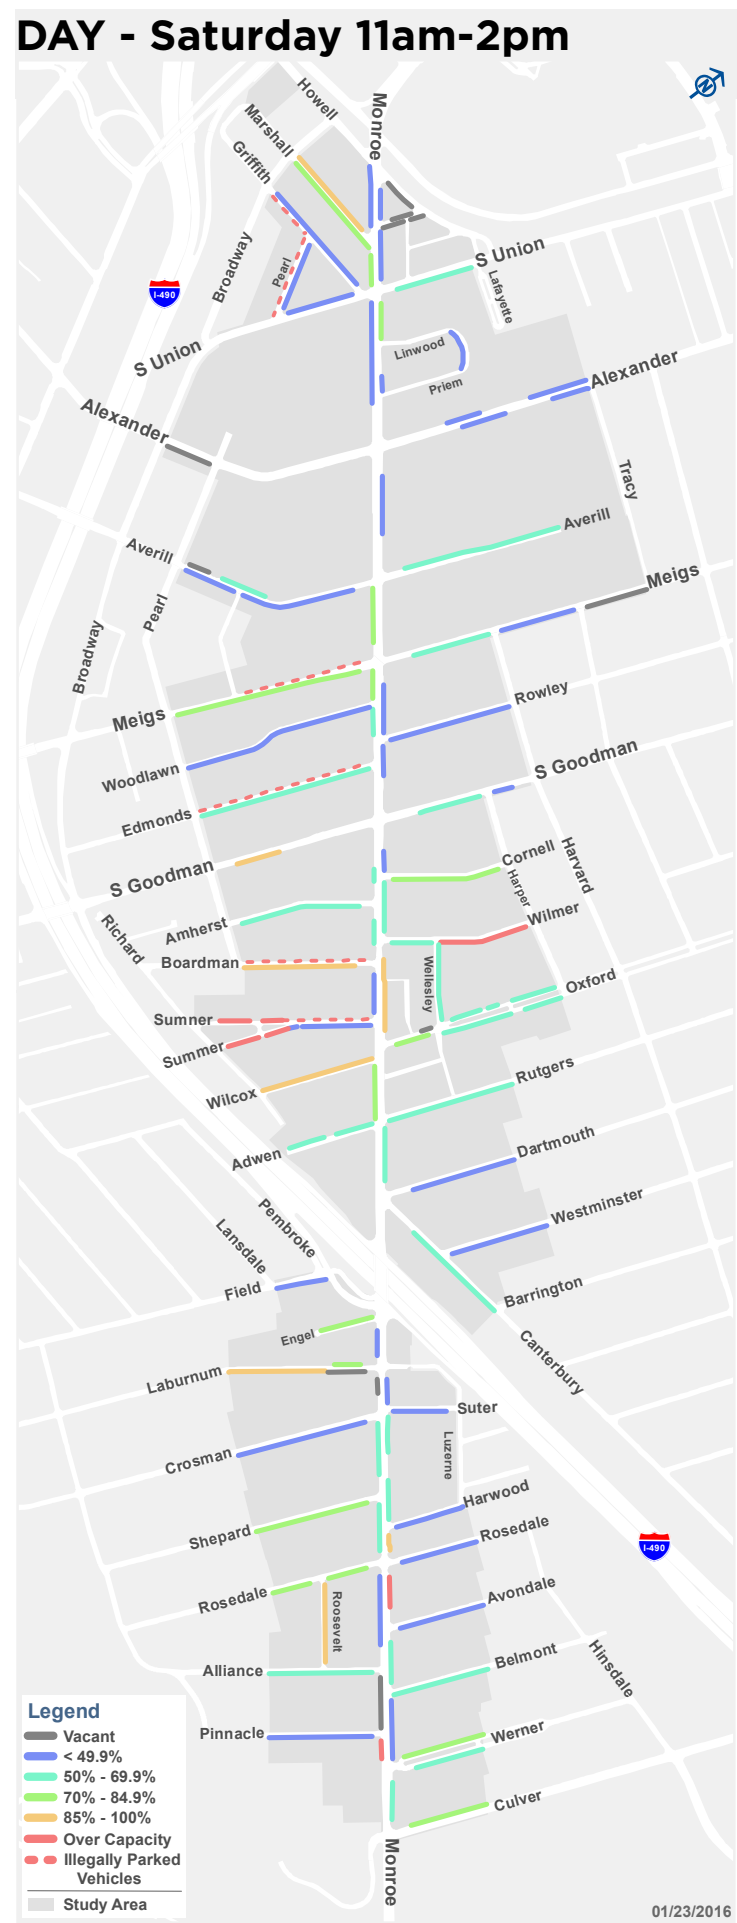 DAY - Saturday 11am-2pm
Howell
Monroe
N
Marshall
Griffith
Broadway
Pearl
S Union
Lafayette
I-490
S Union
Linwood
Priem
Alexander
Alexander
Tracy
Averill
Averill
Meigs
Pearl
Broadway
Rowley
Meigs
Woodlawn
S Goodman
Edmonds
Cornell
Harvard
S Goodman
Harper
Wilmer
Amherst
Richard
Boardman
Wellesley
Oxford
Sumner
Summer
Rutgers
Wilcox
Dartmouth
Adwen
Westminster
Pembroke
Lansdale
Field
Barrington
Engel
Canterbury
Laburnum
Suter
Luzerne
Crosman
Harwood
Shepard
Rosedale
I-490
Rosedale
Roosevelt
Avondale
Alliance
Belmont
Hinsdale
Pinnacle
Werner
Culver
Monroe
Legend
Vacant
< 49.9%
50% - 69.9%
70% - 84.9%
85% - 100%
Over Capacity
Illegally Parked
Vehicles
Study Area
01/23/2016